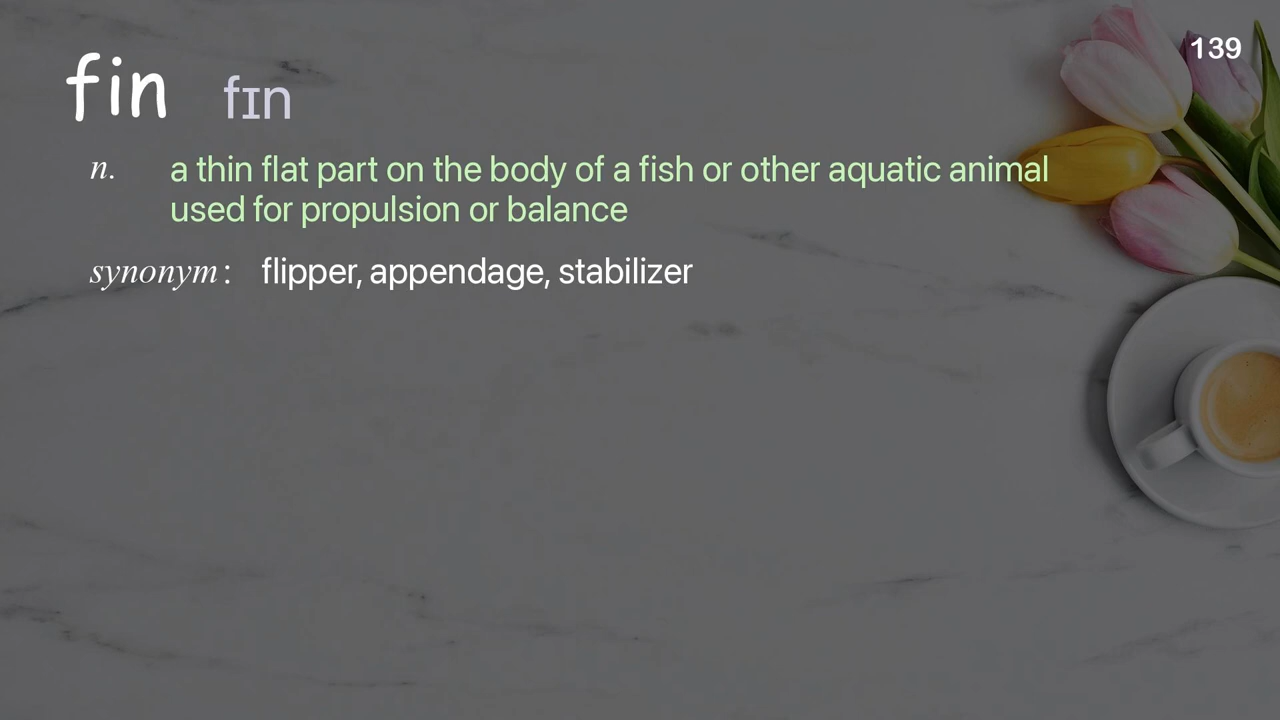 139
fin fɪn
n. a thin flat part on the body of a fish or other aquatic animal
used for propulsion or balance
synonym: flipper, appendage, stabilizer